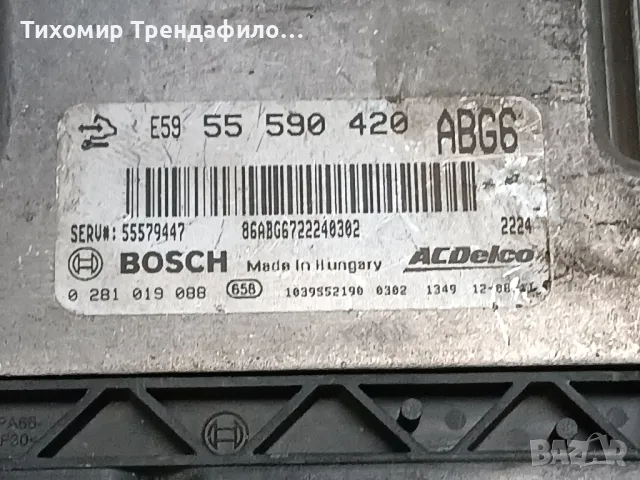 Тихомир Трендафило...
E59 55 590 420 ABG6
SERV#: 55579447 86ABG6722240302 2224
BOSCH Made in Hungary ACDelco
0 281 019 088 658 1039S52190 0302 1349
BAZAR